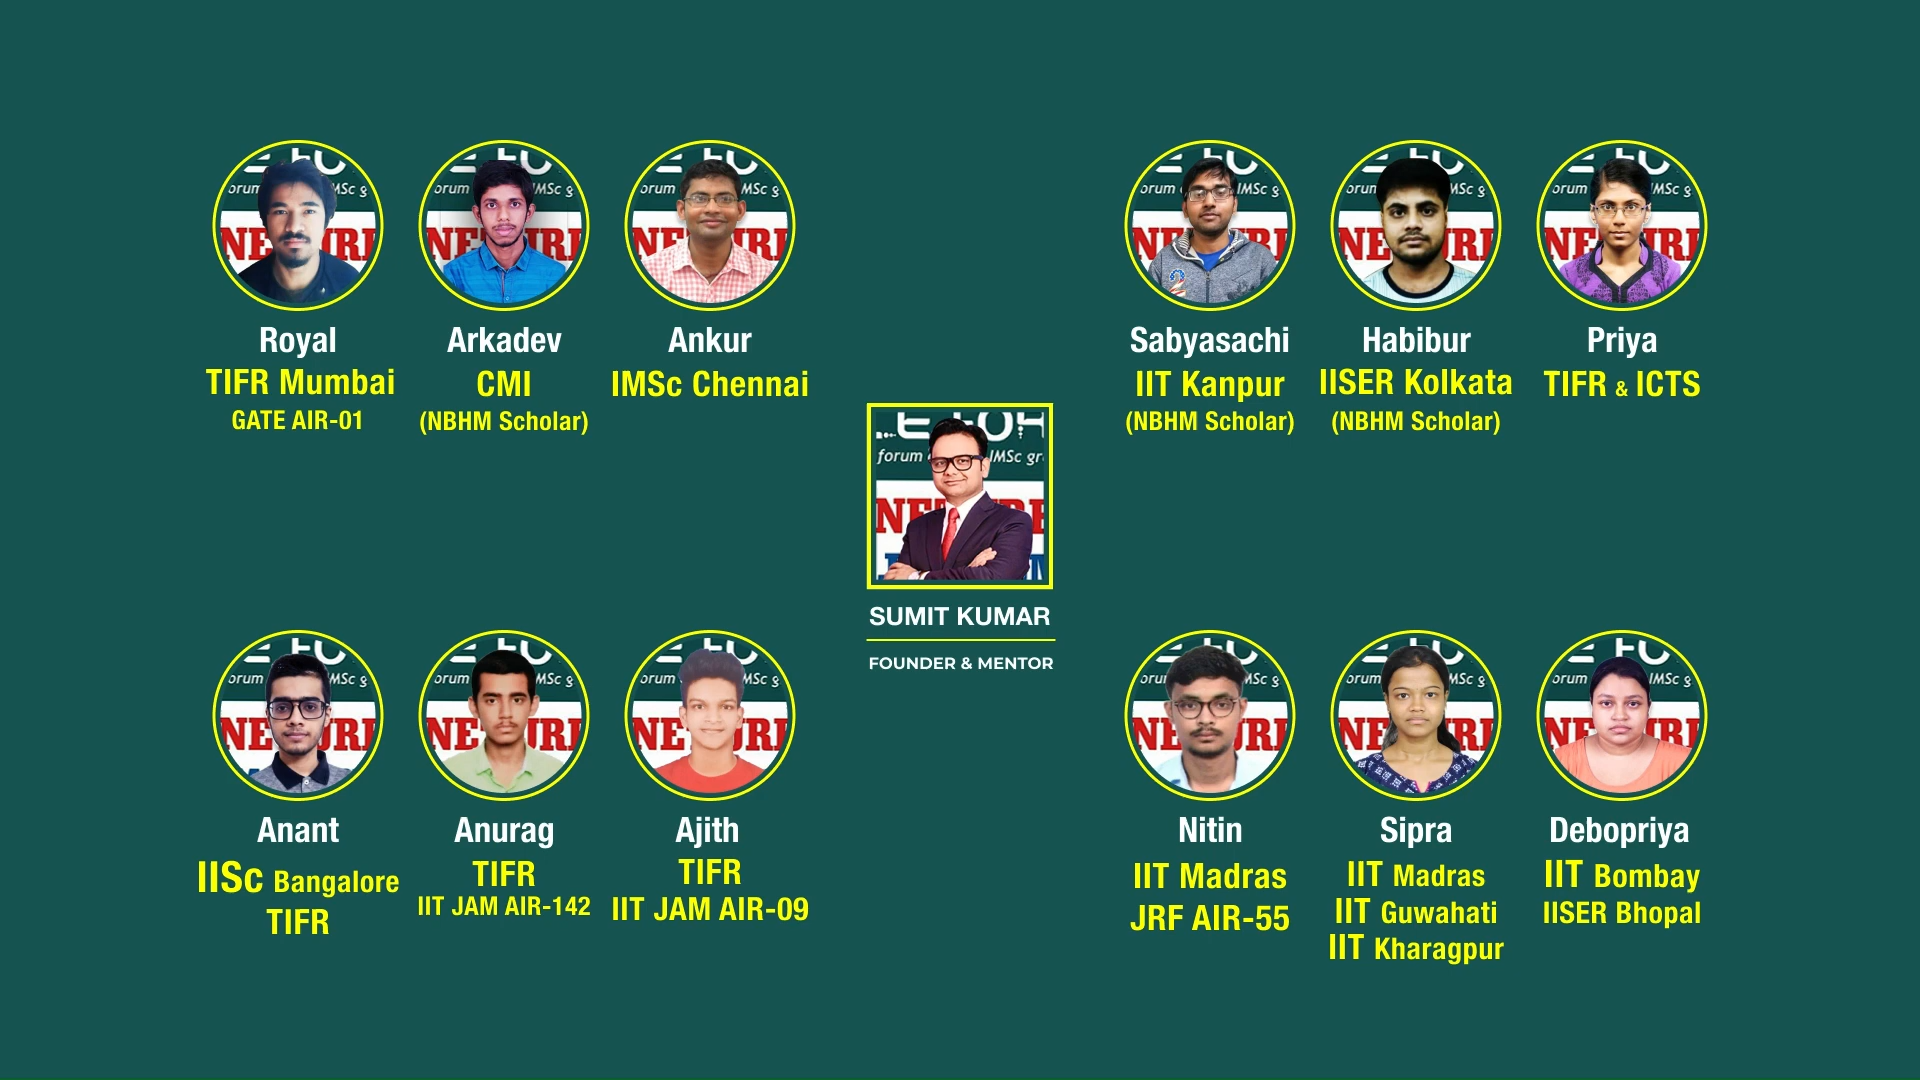 Royal
TIFR Mumbai
GATE AIR-01
Arkadev
CMI
(NBHM Scholar)
Ankur
IMSc Chennai
Sabyasachi
IIT Kanpur
(NBHM Scholar)
Habibur
IISER Kolkata
(NBHM Scholar)
Priya
TIFR & ICTS
forum
IMSc gr
SUMIT KUMAR
FOUNDER & MENTOR
Anant
IISc Bangalore
TIFR
Anurag
TIFR
IIT JAM AIR-142
Ajith
TIFR
IIT JAM AIR-09
Nitin
IIT Madras
JRF AIR-55
Sipra
IIT Madras
IIT Guwahati
IIT Kharagpur
Debopriya
IIT Bombay
IISER Bhopal